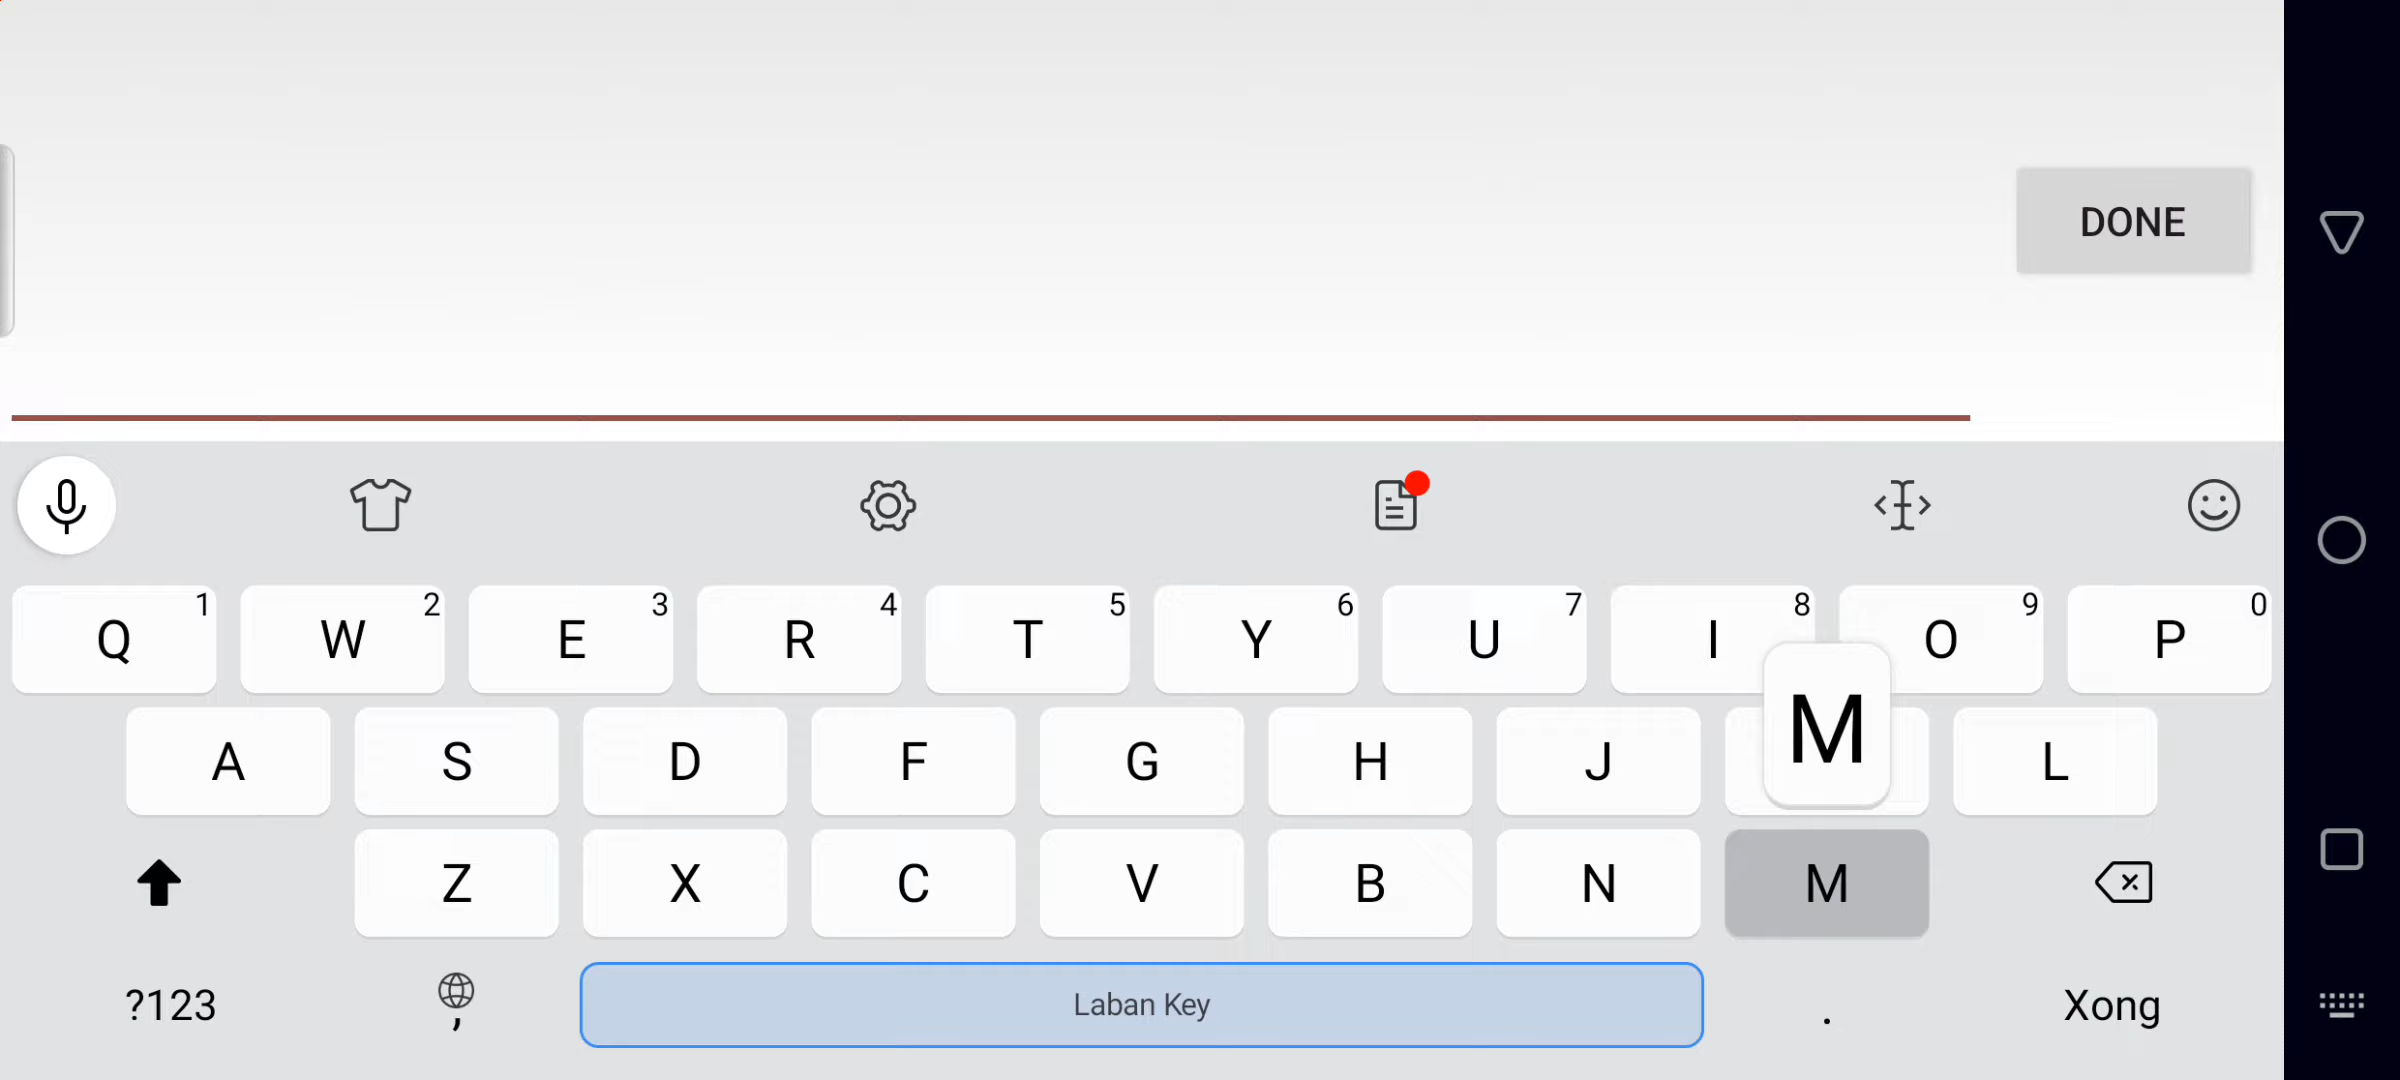 DONE
Q 1 W 2 E 3 R 4 T 5 Y 6 U 7 I 8 O 9 P 0
A S D F G H J M L
Z X C V B N M
?123 , Laban Key . Xong